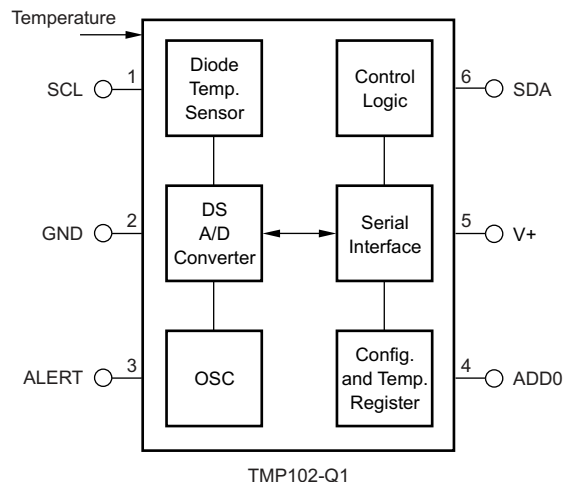 Temperature
SCL
1
Diode
Temp.
Sensor
Control
Logic
6
SDA
GND
2
DS
A/D
Converter
Serial
Interface
5
V+
ALERT
3
OSC
Config.
and Temp.
Register
4
ADD0
TMP102-Q1